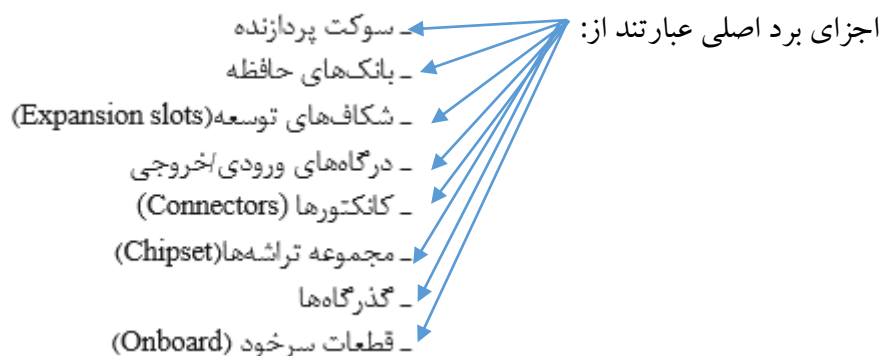 اجزای برد اصلی عبارتند از:
ـ سوکت پردازنده
ـ بانک‌های حافظه
ـ شکاف‌های توسعه(Expansion slots)
ـ درگاه‌های ورودی/خروجی
ـ کانکتورها (Connectors)
ـ مجموعه تراشه‌ها(Chipset)
ـ گذرگاه‌ها
ـ قطعات سرخود (Onboard)